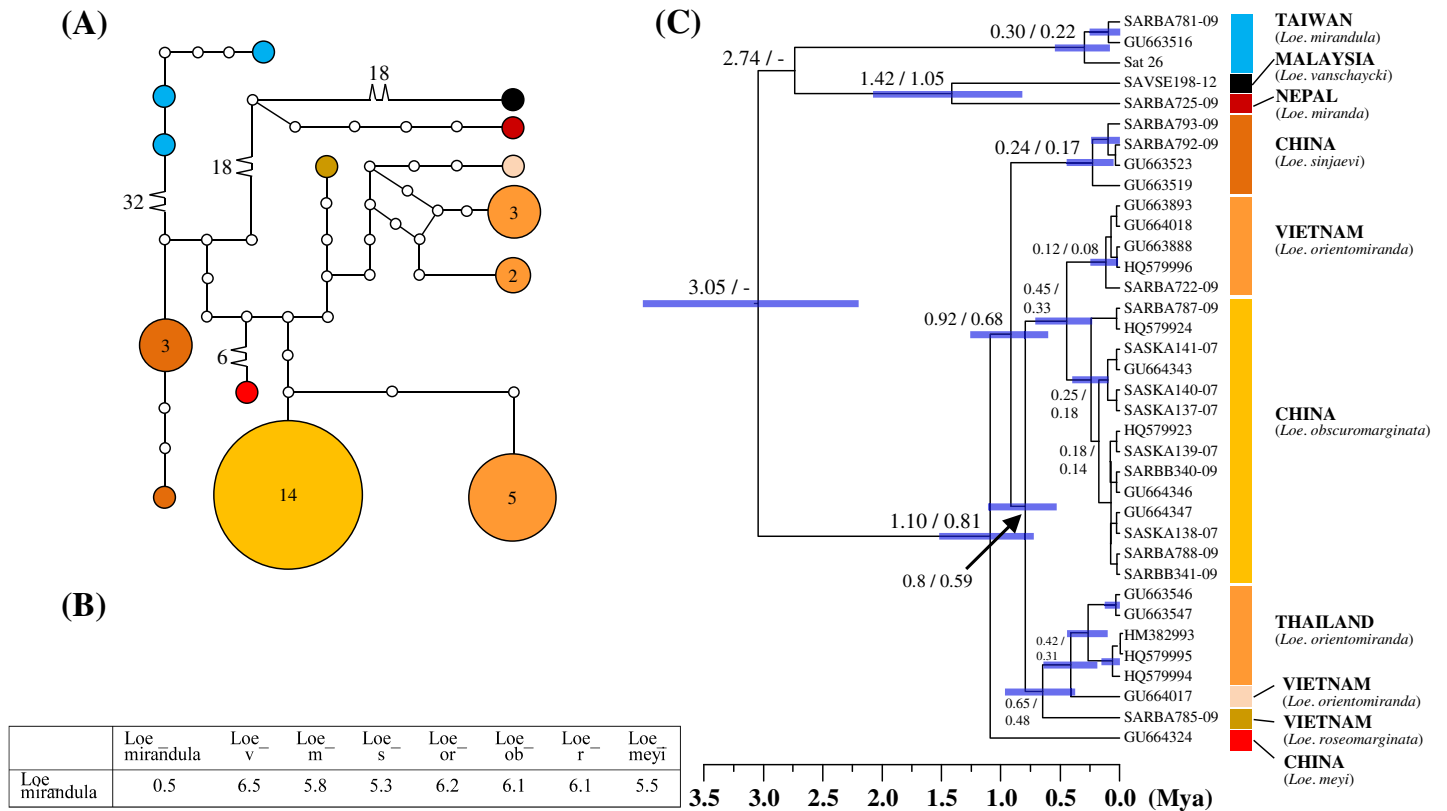 (A)
18
18
32
3
2
3
6
14
5
(B)
Loe_ mirandula
Loe_ v
Loe_ m
Loe_ s
Loe_ or
Loe_ ob
Loe_ r
Loe_ meyi
Loe_ mirandula
0.5
6.5
5.8
5.3
6.2
6.1
6.1
5.5
(C)
2.74 / -
0.30 / 0.22
1.42 / 1.05
0.24 / 0.17
0.12 / 0.08
0.45 /
0.33
3.05 / -
0.92 / 0.68
0.25 /
0.18
0.18 /
0.14
1.10 / 0.81
0.8 / 0.59
0.42 /
0.31
0.65 /
0.48
SARBA781-09
GU663516
Sat 26
SAVSE198-12
SARBA725-09
SARBA793-09
SARBA792-09
GU663523
GU663519
GU663893
GU664018
GU663888
HQ579996
SARBA722-09
SARBA787-09
HQ579924
SASKA141-07
GU664343
SASKA140-07
SASKA137-07
HQ579923
SASKA139-07
SARBB340-09
GU664346
GU664347
SASKA138-07
SARBA788-09
SARBB341-09
GU663546
GU663547
HM382993
HQ579995
HQ579994
GU664017
SARBA785-09
GU664324
TAIWAN
(Loe. mirandula)
MALAYSIA
(Loe. vanschaycki)
NEPAL
(Loe. miranda)
CHINA
(Loe. sinjaevi)
VIETNAM
(Loe. orientomiranda)
CHINA
(Loe. obscuromarginata)
THAILAND
(Loe. orientomiranda)
VIETNAM
(Loe. orientomiranda)
VIETNAM
(Loe. roseomarginata)
CHINA
(Loe. meyi)
3.5 3.0 2.5 2.0 1.5 1.0 0.5 0.0 (Mya)